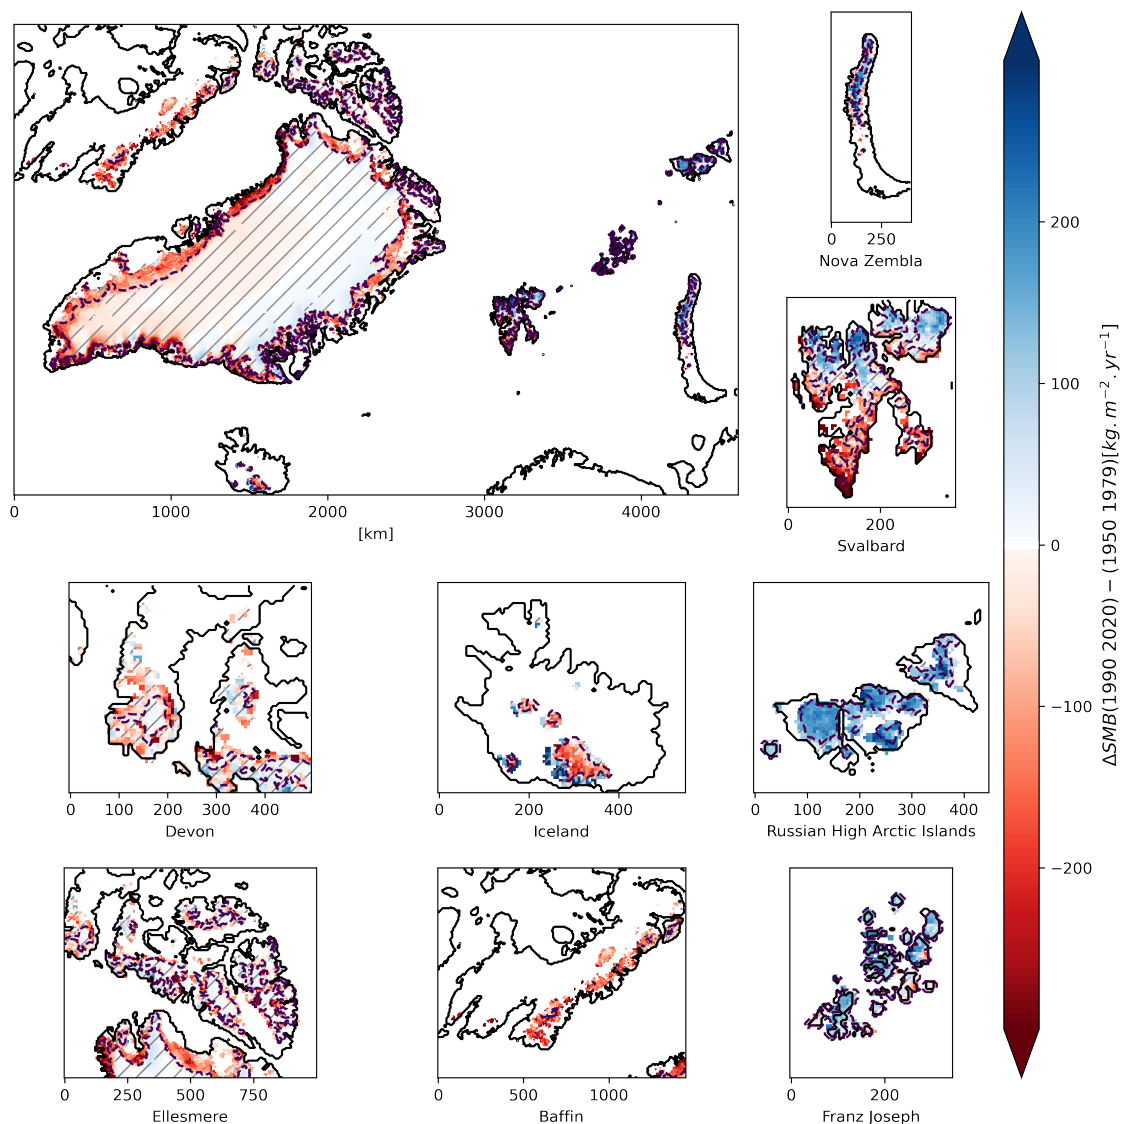 0 1000 2000 3000 4000
[km]
0 250
Nova Zembla
0 200
Svalbard
0 100 200 300 400
Devon
0 200 400
Iceland
0 100 200 300 400
Russian High Arctic Islands
0 250 500 750
Ellesmere
0 500 1000
Baffin
0 200
Franz Joseph
200
100
0
−100
−200
ΔSMB(1990 2020) − (1950 1979)[kg.m⁻².yr⁻¹]